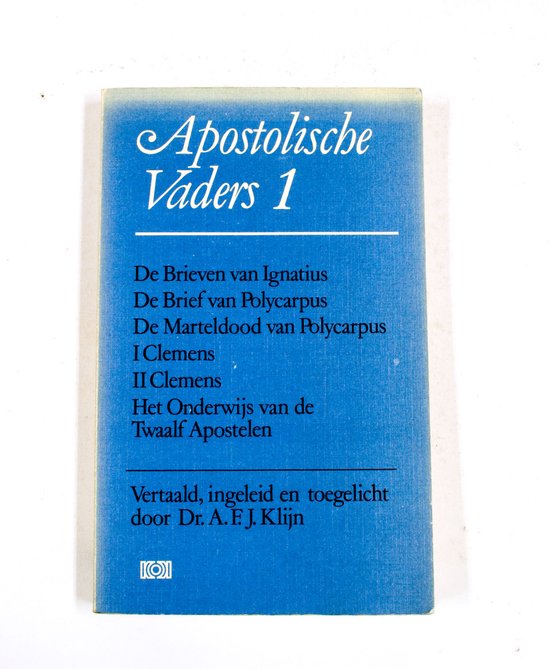 Apostolische
Vaders 1
De Brieven van Ignatius
De Brief van Polycarpus
De Marteldood van Polycarpus
I Clemens
II Clemens
Het Onderwijs van de
Twaalf Apostelen
Vertaald, ingeleid en toegelicht
door Dr. A. F. J. Klijn